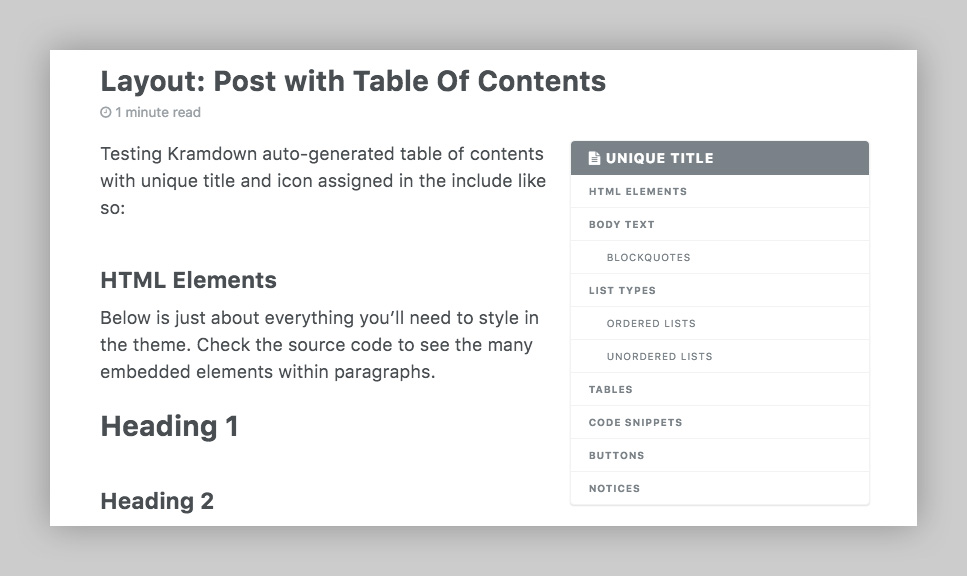 Layout: Post with Table Of Contents
1 minute read
Testing Kramdown auto-generated table of contents
with unique title and icon assigned in the include like
so:
HTML Elements
Below is just about everything you’ll need to style in
the theme. Check the source code to see the many
embedded elements within paragraphs.
Heading 1
Heading 2
UNIQUE TITLE
HTML ELEMENTS
BODY TEXT
BLOCKQUOTES
LIST TYPES
ORDERED LISTS
UNORDERED LISTS
TABLES
CODE SNIPPETS
BUTTONS
NOTICES